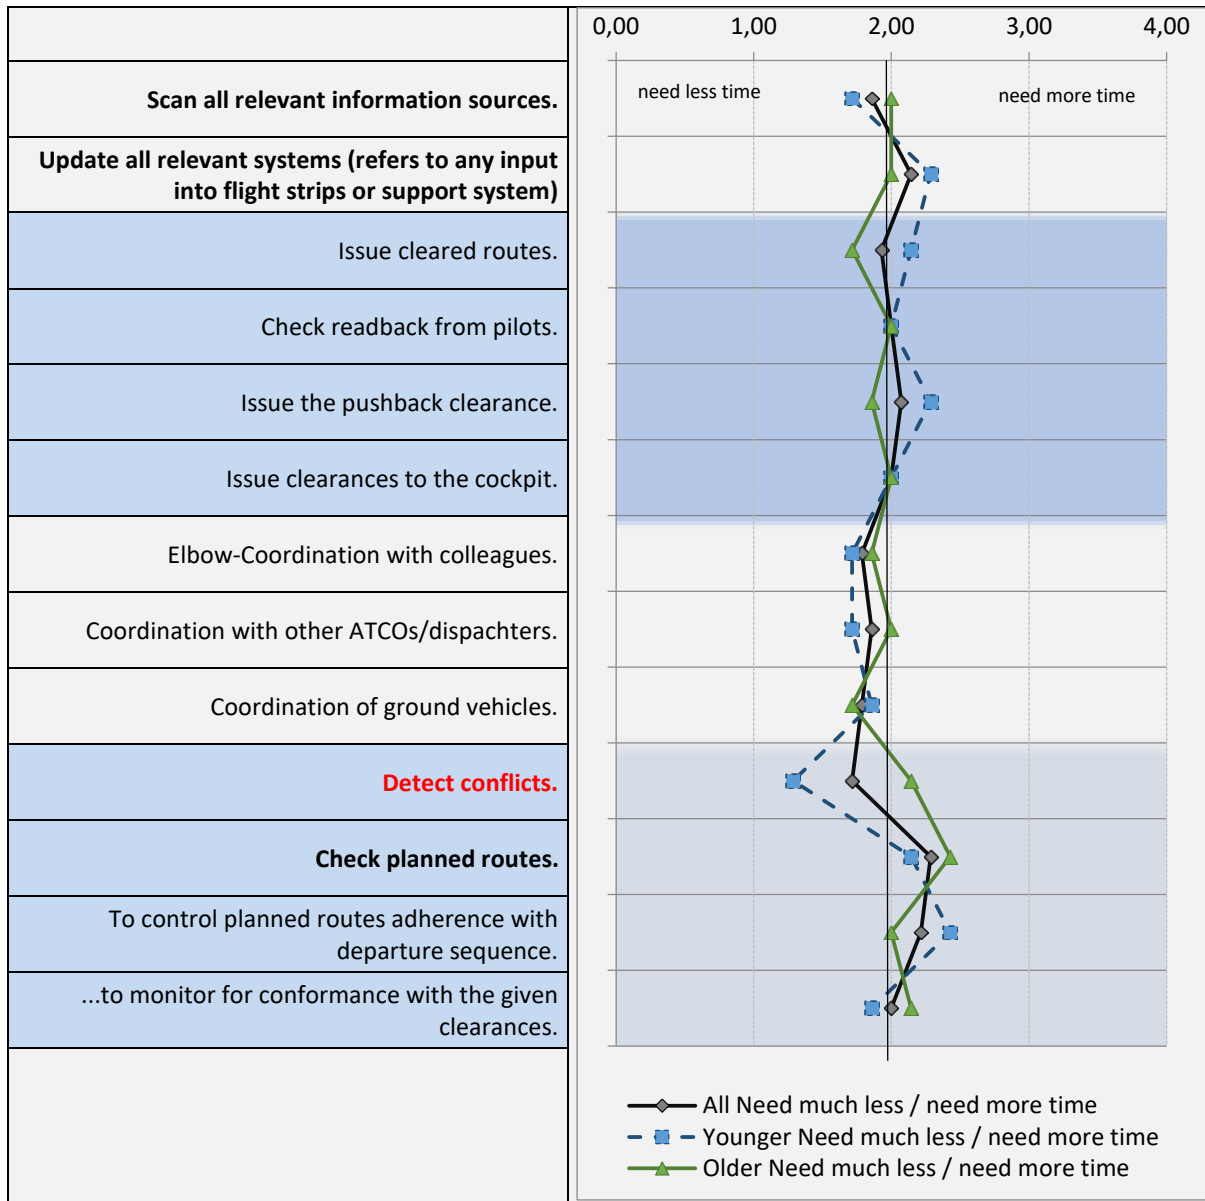 0,00 1,00 2,00 3,00 4,00
need less time need more time
Scan all relevant information sources.
Update all relevant systems (refers to any input
into flight strips or support system)
Issue cleared routes.
Check readback from pilots.
Issue the pushback clearance.
Issue clearances to the cockpit.
Elbow-Coordination with colleagues.
Coordination with other ATCOs/dispachters.
Coordination of ground vehicles.
Detect conflicts.
Check planned routes.
To control planned routes adherence with
departure sequence.
...to monitor for conformance with the given
clearances.
All Need much less / need more time
Younger Need much less / need more time
Older Need much less / need more time